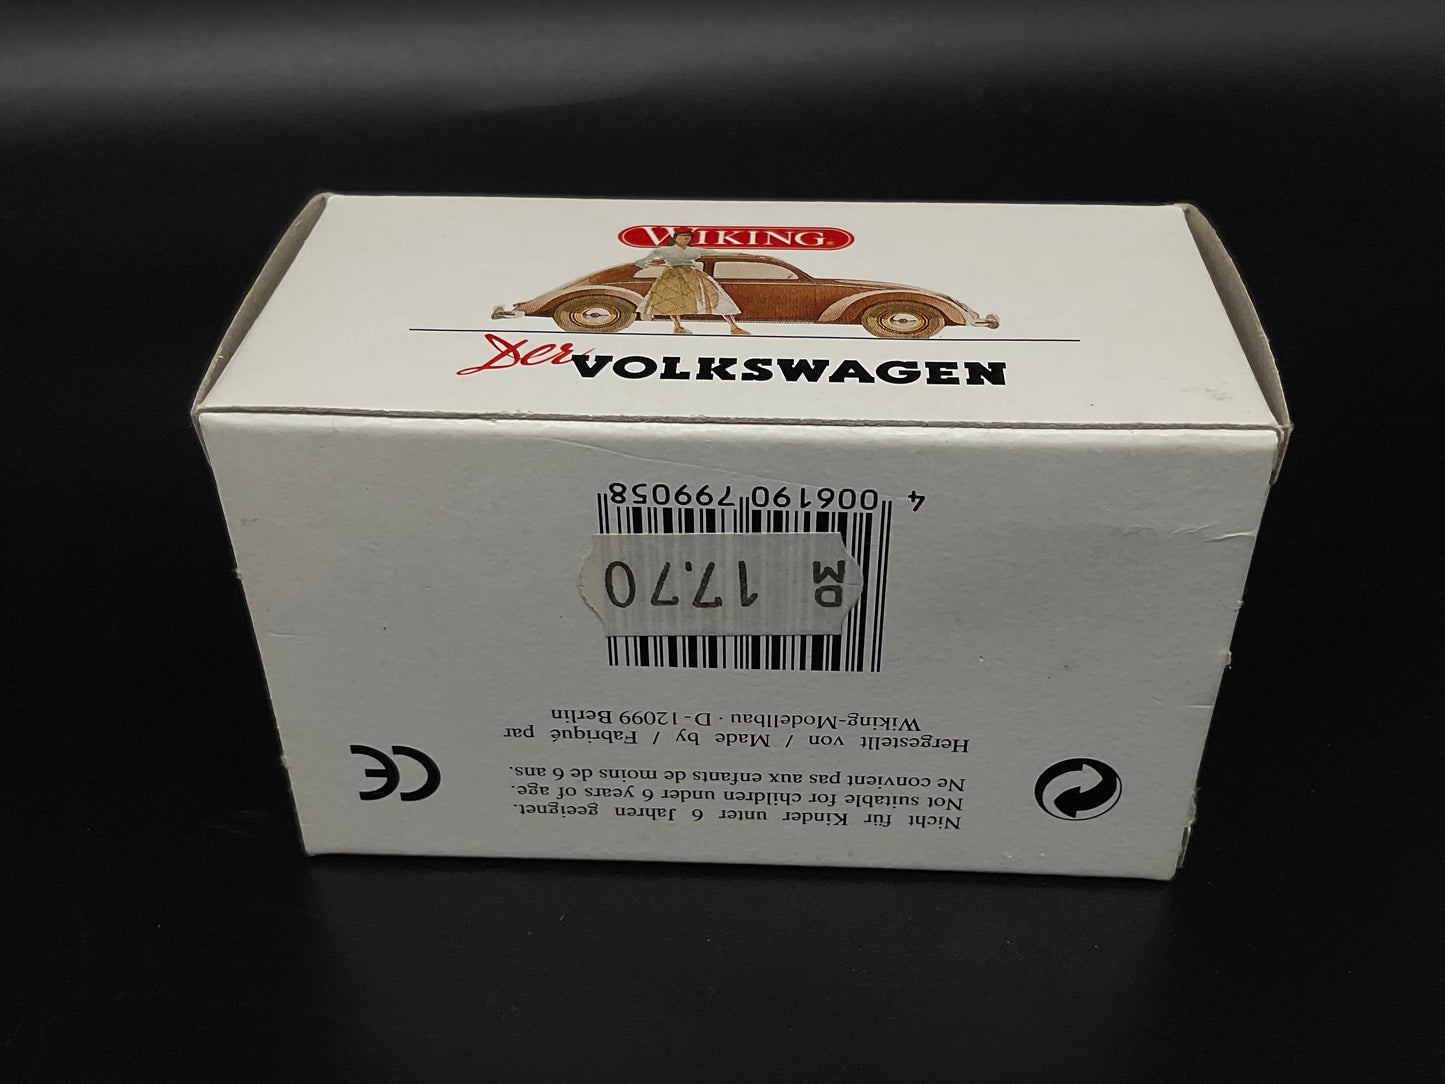 WIKING®
Der VOLKSWAGEN
Nicht für Kinder unter 6 Jahren geeignet.
Not suitable for children under 6 years of age.
Ne convient pas aux enfants de moins de 6 ans.
CE
Hergestellt von / Made by / Fabriqué par
Wiking-Modellbau · D-12099 Berlin
MO 17.70
4 006190 799058